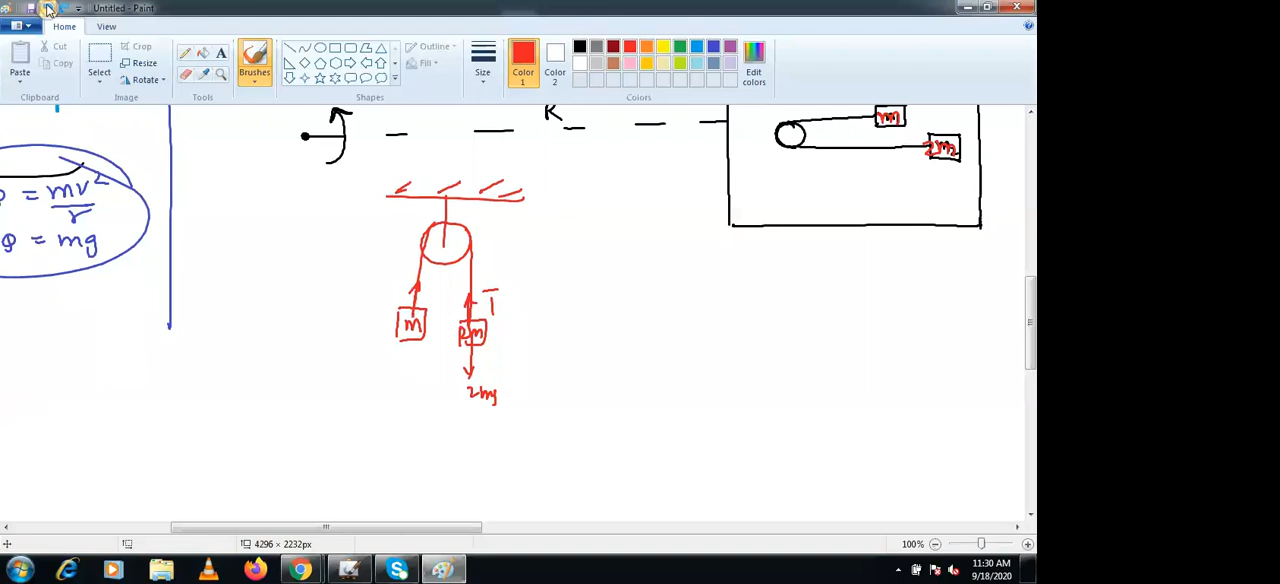 Untitled - Paint
Home View
Paste
Cut
Copy
Clipboard
Select
Crop
Resize
Rotate
Image
A
Tools
Brushes
Outline
Fill
Shapes
Size
Color 1
Color 2
Edit colors
Colors
K
m
2m
= mv²
r
φ = mg
T
m
2m
2mg
4296 × 2232px
100%
11:30 AM
9/18/2020